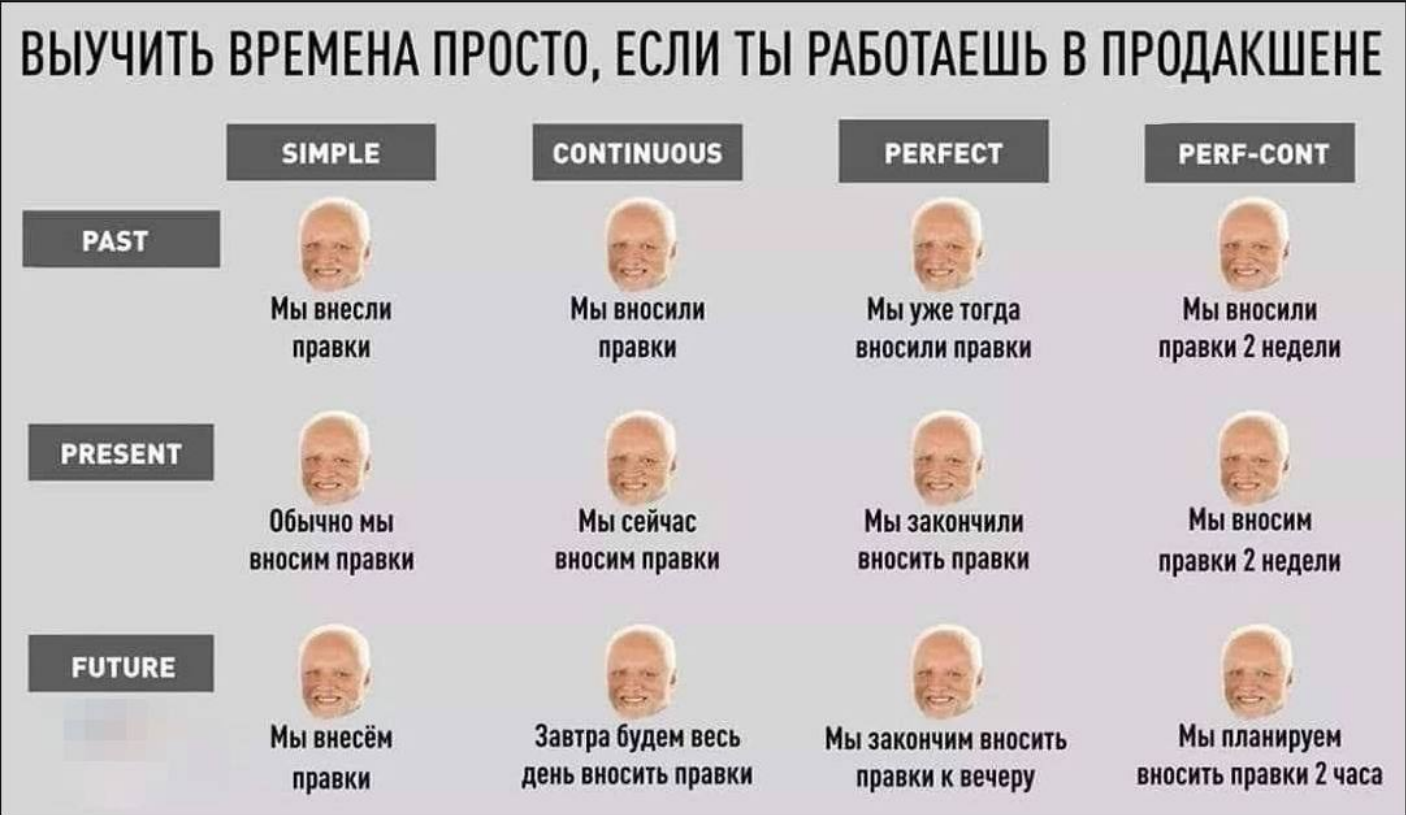 ВЫУЧИТЬ ВРЕМЕНА ПРОСТО, ЕСЛИ ТЫ РАБОТАЕШЬ В ПРОДАКШЕНЕ
SIMPLE
CONTINUOUS
PERFECT
PERF-CONT
PAST
Мы внесли
правки
Мы вносили
правки
Мы уже тогда
вносили правки
Мы вносили
правки 2 недели
PRESENT
Обычно мы
вносим правки
Мы сейчас
вносим правки
Мы закончили
вносить правки
Мы вносим
правки 2 недели
FUTURE
Мы внесём
правки
Завтра будем весь
день вносить правки
Мы закончим вносить
правки к вечеру
Мы планируем
вносить правки 2 часа